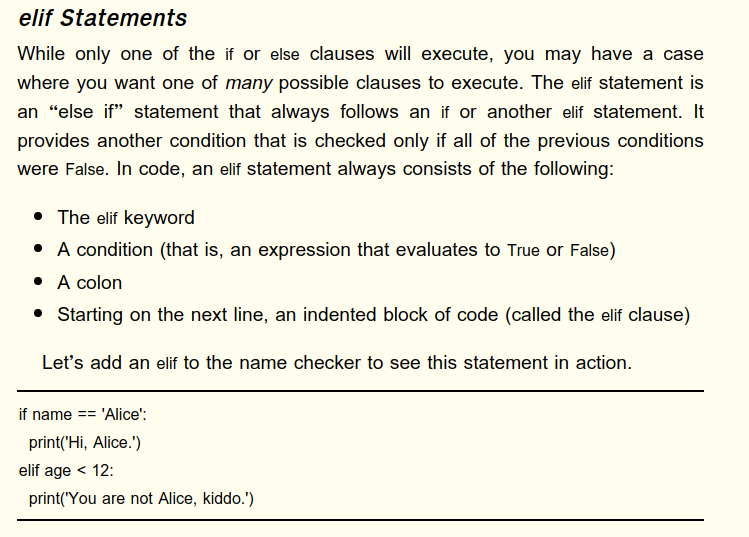 elif Statements
While only one of the if or else clauses will execute, you may have a case
where you want one of many possible clauses to execute. The elif statement is
an “else if” statement that always follows an if or another elif statement. It
provides another condition that is checked only if all of the previous conditions
were False. In code, an elif statement always consists of the following:
• The elif keyword
• A condition (that is, an expression that evaluates to True or False)
• A colon
• Starting on the next line, an indented block of code (called the elif clause)
Let’s add an elif to the name checker to see this statement in action.
if name == 'Alice':
  print('Hi, Alice.')
elif age < 12:
  print('You are not Alice, kiddo.')